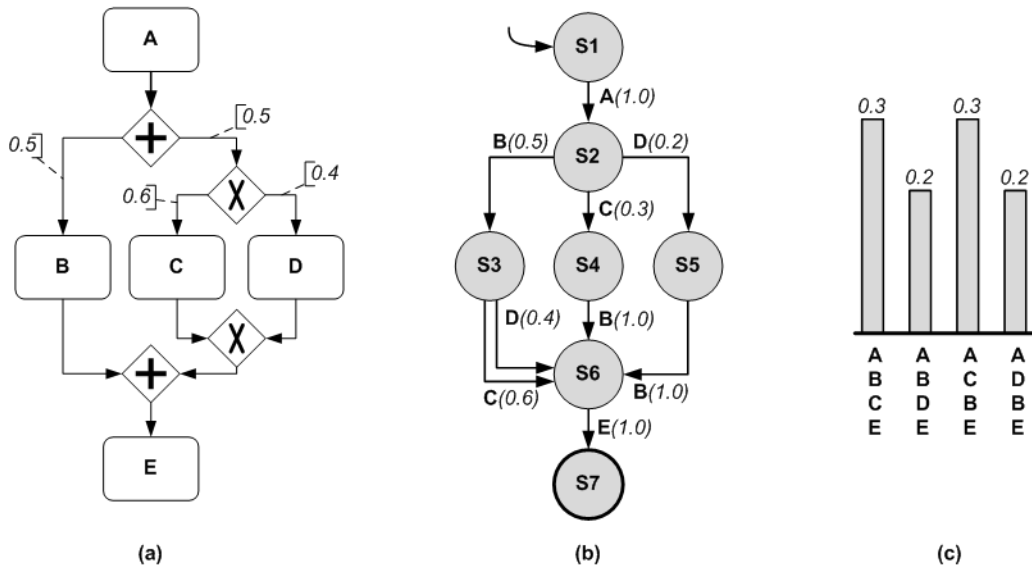 A
0.5
0.5
0.4
0.6
B
C
D
E
(a)
S1
A(1.0)
B(0.5)
S2
D(0.2)
C(0.3)
S3
S4
S5
D(0.4)
B(1.0)
S6
C(0.6)
B(1.0)
E(1.0)
S7
(b)
0.3
0.3
0.2
0.2
A A A A
B B C D
C D B B
E E E E
(c)